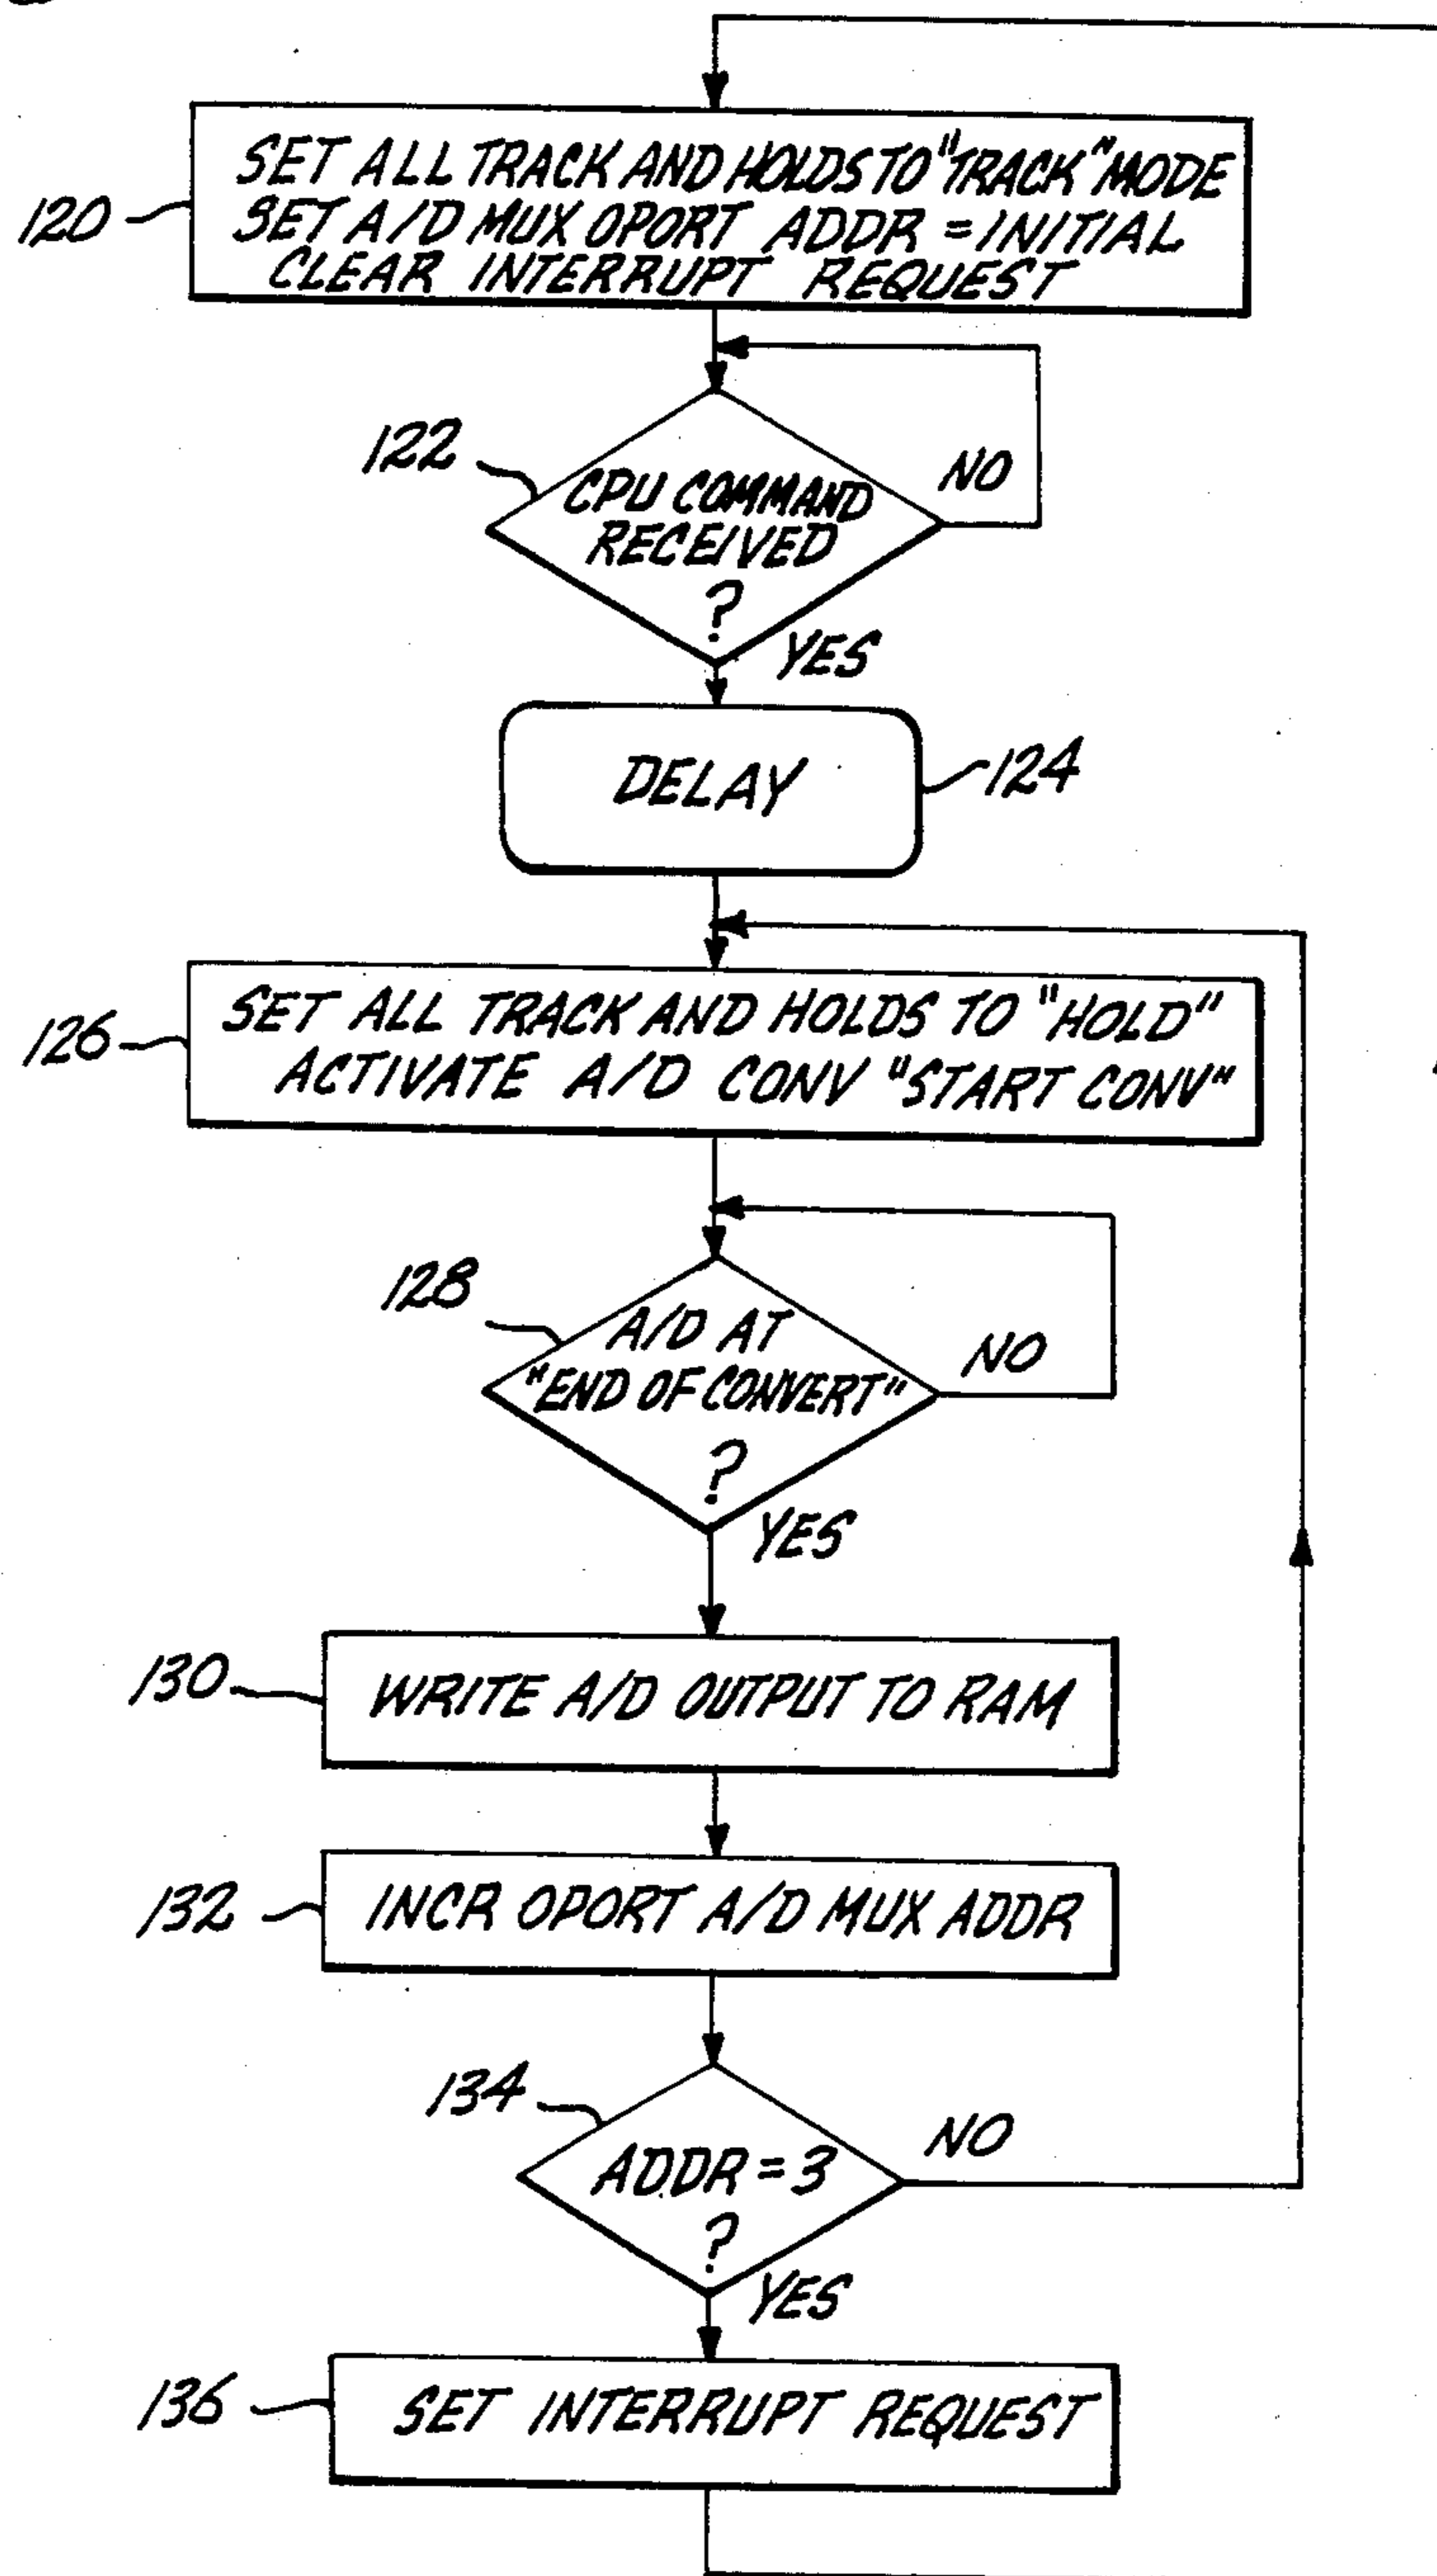 SET ALL TRACK AND HOLDS TO "TRACK" MODE
120
SET A/D MUX OPORT ADDR = INITIAL
CLEAR INTERRUPT REQUEST
122
CPU COMMAND
NO
RECEIVED
?
YES
DELAY
124
SET ALL TRACK AND HOLDS TO "HOLD"
126
ACTIVATE A/D CONV "START CONV"
128
A/D AT
NO
"END OF CONVERT"
?
YES
130
WRITE A/D OUTPUT TO RAM
132
INCR OPORT A/D MUX ADDR
134
NO
ADDR = 3
?
YES
136
SET INTERRUPT REQUEST